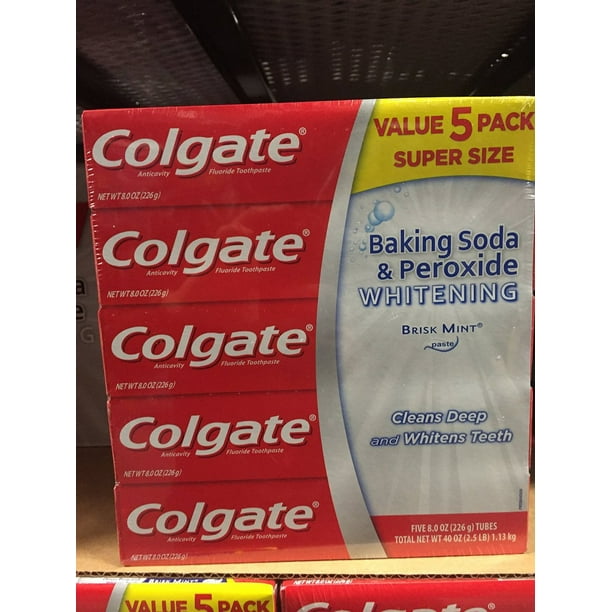 Colgate®
Anticavity Fluoride Toothpaste
NET WT 8.0 OZ (226 g)
Colgate®
Anticavity Fluoride Toothpaste
NET WT 8.0 OZ (226 g)
Colgate®
Anticavity Fluoride Toothpaste
NET WT 8.0 OZ (226 g)
Colgate®
Anticavity Fluoride Toothpaste
NET WT 8.0 OZ (226 g)
Colgate®
Anticavity Fluoride Toothpaste
NET WT 8.0 OZ (226 g)
VALUE 5 PACK
SUPER SIZE
Baking Soda
& Peroxide
WHITENING
BRISK MINT®
paste
Cleans Deep
and Whitens Teeth
FIVE 8.0 OZ (226 g) TUBES
TOTAL NET WT 40 OZ (2.5 LB) 1.13 kg
VALUE 5 PACK